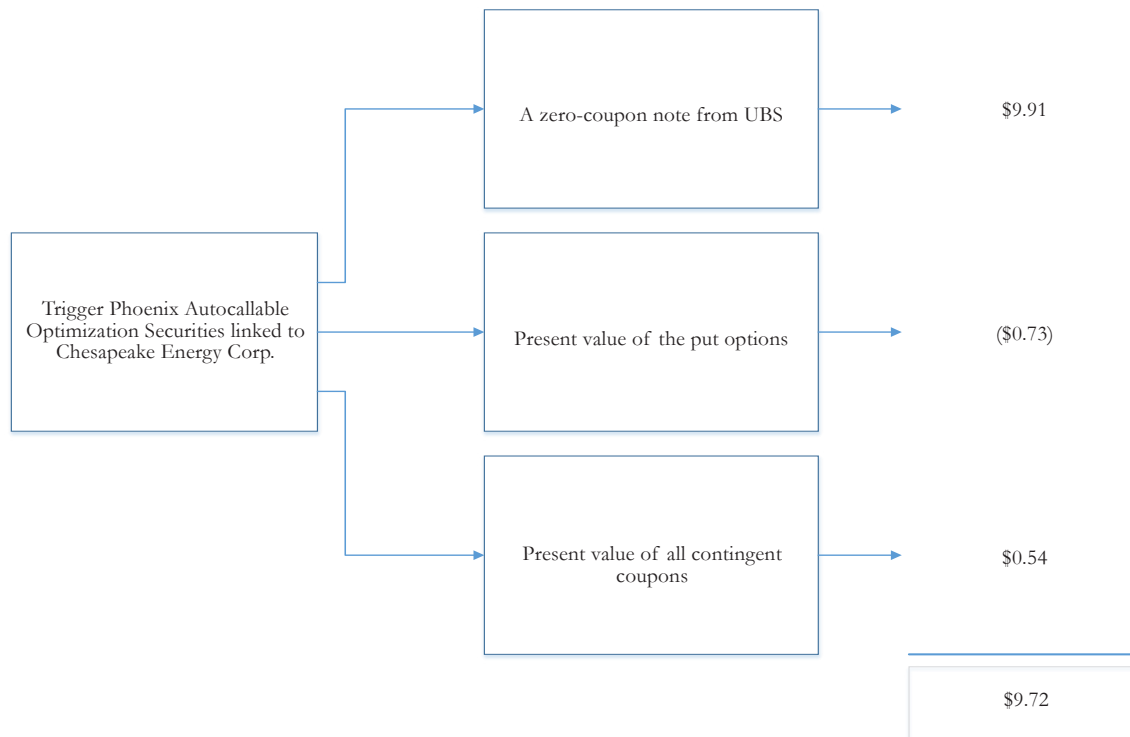 A zero-coupon note from UBS
$9.91
Trigger Phoenix Autocallable
Optimization Securities linked to
Chesapeake Energy Corp.
Present value of the put options
($0.73)
Present value of all contingent
coupons
$0.54
$9.72